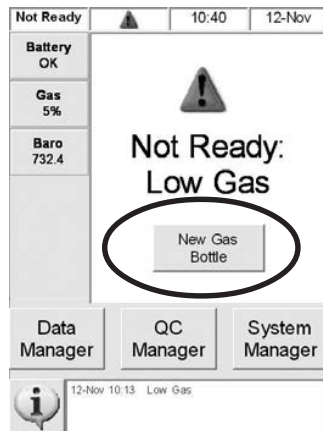 Not Ready 10:40 12-Nov
Battery
OK
Gas
5%
Baro
732.4
Not Ready:
Low Gas
New Gas
Bottle
Data
Manager
QC
Manager
System
Manager
12-Nov 10:13 Low Gas